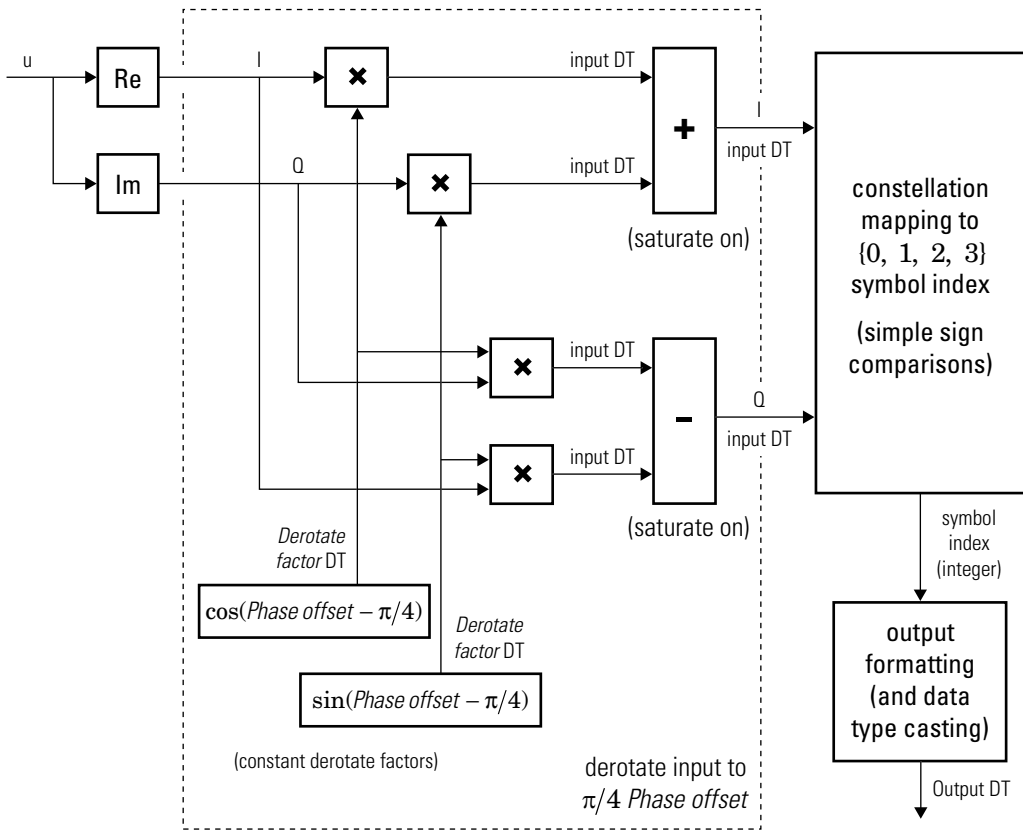 u
Re
I
×
input DT
+
I
input DT
Im
Q
×
input DT
(saturate on)
constellation
mapping to
{0, 1, 2, 3}
symbol index
(simple sign
comparisons)
×
input DT
−
Q
input DT
×
input DT
(saturate on)
Derotate
factor DT
cos(Phase offset − π/4)
Derotate
factor DT
sin(Phase offset − π/4)
(constant derotate factors)
derotate input to
π/4 Phase offset
symbol
index
(integer)
output
formatting
(and data
type casting)
Output DT